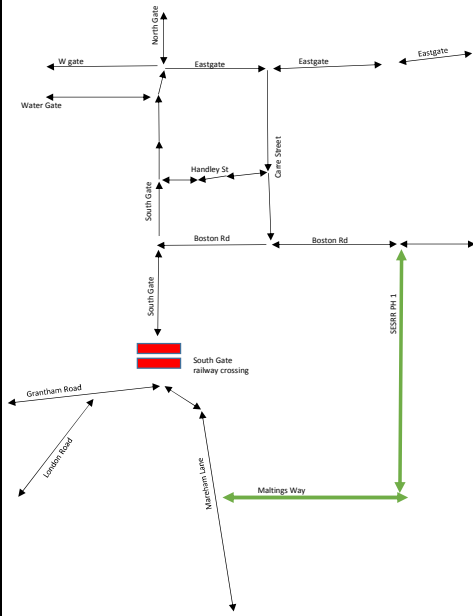 North Gate
Eastgate
W gate
Eastgate
Eastgate
Water Gate
Carre Street
Handley St
South Gate
Boston Rd
Boston Rd
South Gate
SESRR PH 1
South Gate
railway crossing
Grantham Road
London Road
Mareham Lane
Maltings Way